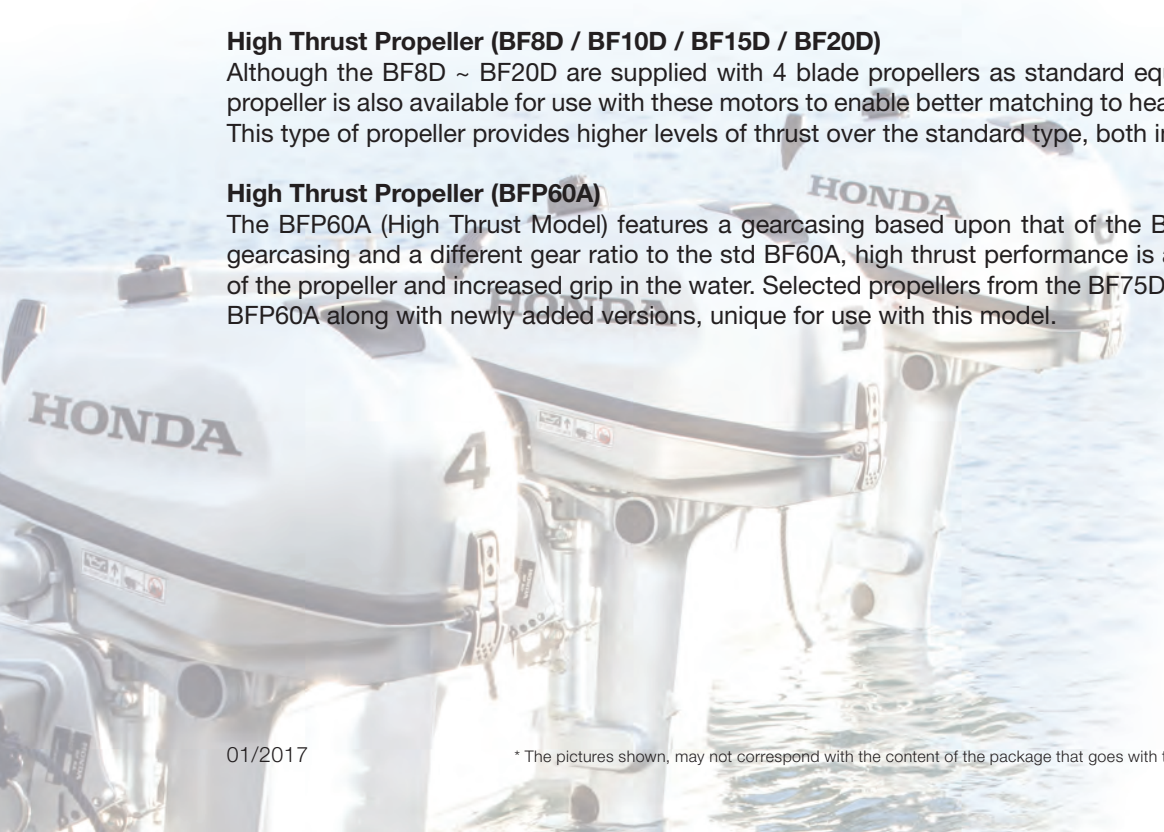 High Thrust Propeller (BF8D / BF10D / BF15D / BF20D)
Although the BF8D ~ BF20D are supplied with 4 blade propellers as standard
propeller is also available for use with these motors to enable better matching to
This type of propeller provides higher levels of thrust over the standard type, both
High Thrust Propeller (BFP60A)
The BFP60A (High Thrust Model) features a gearcasing based upon that of the
gearcasing and a different gear ratio to the std BF60A, high thrust performance is
of the propeller and increased grip in the water. Selected propellers from the BF75D
BFP60A along with newly added versions, unique for use with this model.
HONDA
6
HONDA
5
HONDA
4
01/2017
* The pictures shown, may not correspond with the content of the package that goes with